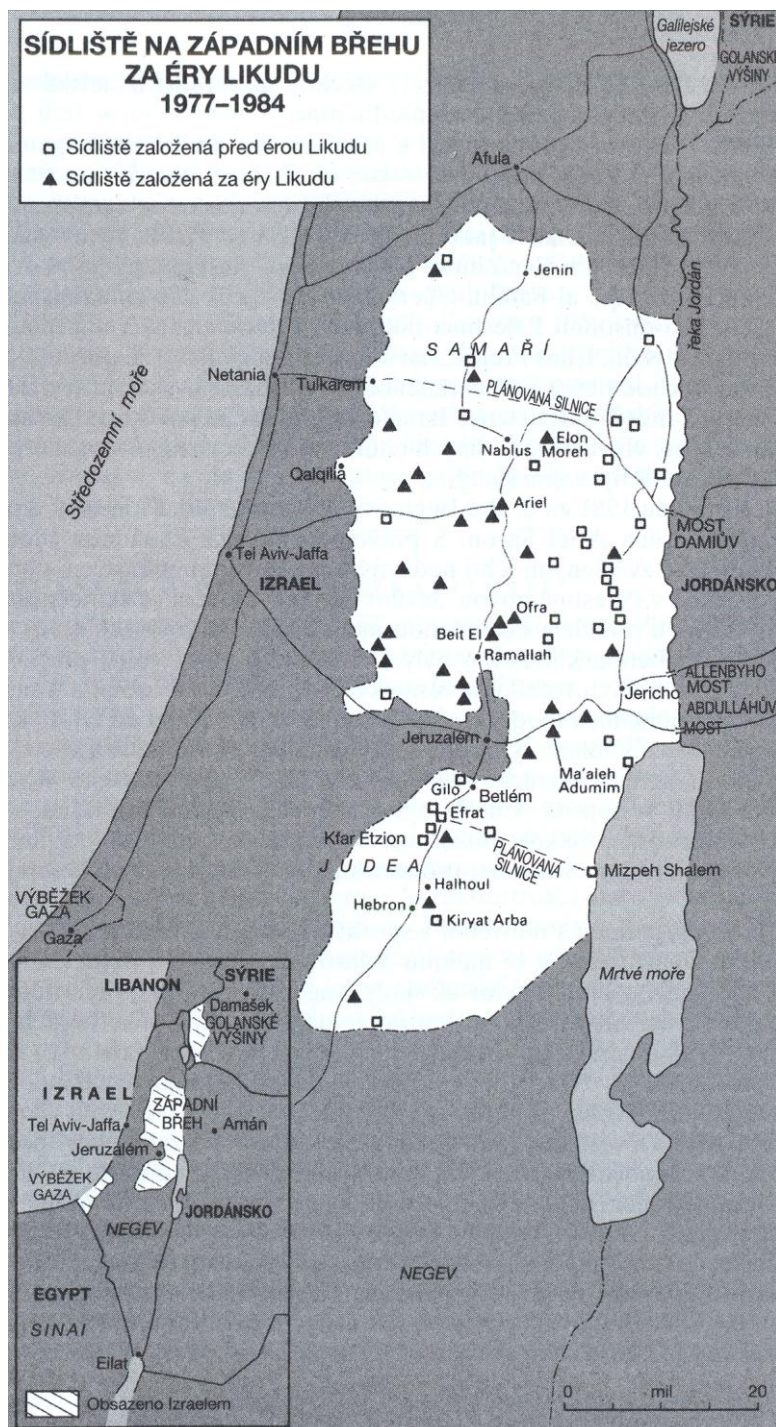 SÍDLIŠTĚ NA ZÁPADNÍM BŘEHU
ZA ÉRY LIKUDU
1977–1984
Sídliště založená před érou Likudu
Sídliště založená za éry Likudu
Galilejské
jezero
SÝRIE
GOLANSKÉ
VÝŠINY
Afula
Jenin
řeka Jordán
Středozemní moře
SAMAŘÍ
Netania
Tulkarem
PLÁNOVANÁ SILNICE
Nablus
Elon
Moreh
Qalqilia
Ariel
MOST
DAMIÚV
Tel Aviv-Jaffa
IZRAEL
JORDÁNSKO
Ofra
Beit El
Ramallah
ALLENBYHO
MOST
Jericho
ABDULLÁHŮV
MOST
Jeruzalém
Ma'aleh
Adumim
Gilo
Betlém
Efrat
Kfar Etzion
PLÁNOVANÁ
SILNICE
JUDEA
Mizpeh Shalem
Halhoul
Hebron
Kiryat Arba
VÝBĚŽEK
GAZA
Gaza
Mrtvé moře
NEGEV
LIBANON
SÝRIE
Damašek
GOLANSKÉ
VÝŠINY
IZRAEL
ZÁPADNÍ
BŘEH
Tel Aviv-Jaffa
Amán
Jeruzalém
VÝBĚŽEK
GAZA
JORDÁNSKO
NEGEV
EGYPT
SINAI
Eilat
Obsazeno Izraelem
0 mil 20